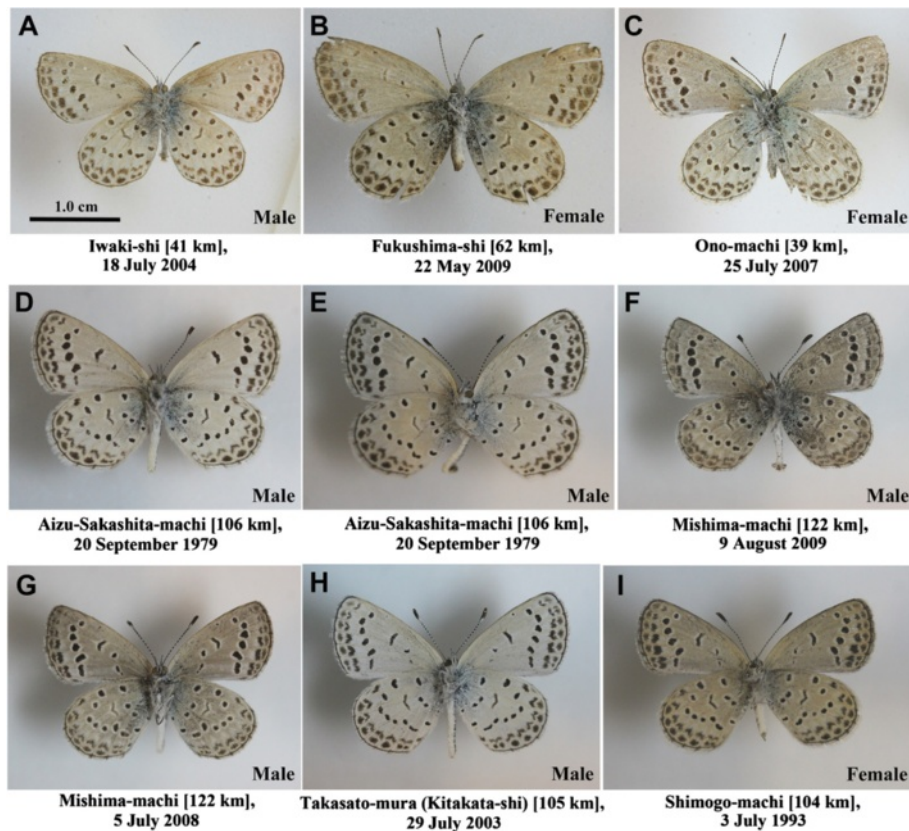 A
B
C
1.0 cm
Male
Female
Female
Iwaki-shi [41 km],
18 July 2004
Fukushima-shi [62 km],
22 May 2009
Ono-machi [39 km],
25 July 2007
D
E
F
Male
Male
Male
Aizu-Sakashita-machi [106 km],
20 September 1979
Aizu-Sakashita-machi [106 km],
20 September 1979
Mishima-machi [122 km],
9 August 2009
G
H
I
Male
Male
Female
Mishima-machi [122 km],
5 July 2008
Takasato-mura (Kitakata-shi) [105 km],
29 July 2003
Shimogo-machi [104 km],
3 July 1993